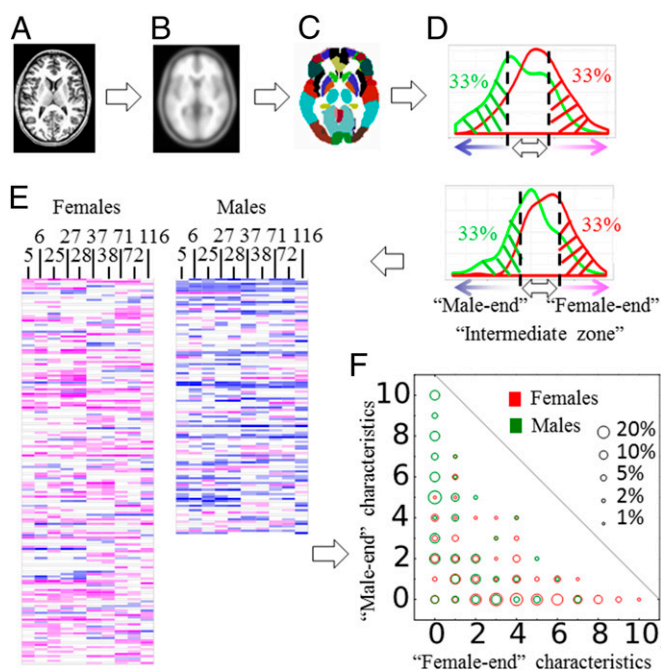 A
B
C
D
33%
33%
E
Females
Males
6 27 37 71 116
5 25 28 38 72
6 27 37 71 116
5 25 28 38 72
33%
33%
“Male-end” “Female-end”
“Intermediate zone”
F
10
8
6
4
2
0
“Male-end” characteristics
Females
Males
20%
10%
5%
2%
1%
0 2 4 6 8 10
“Female-end” characteristics